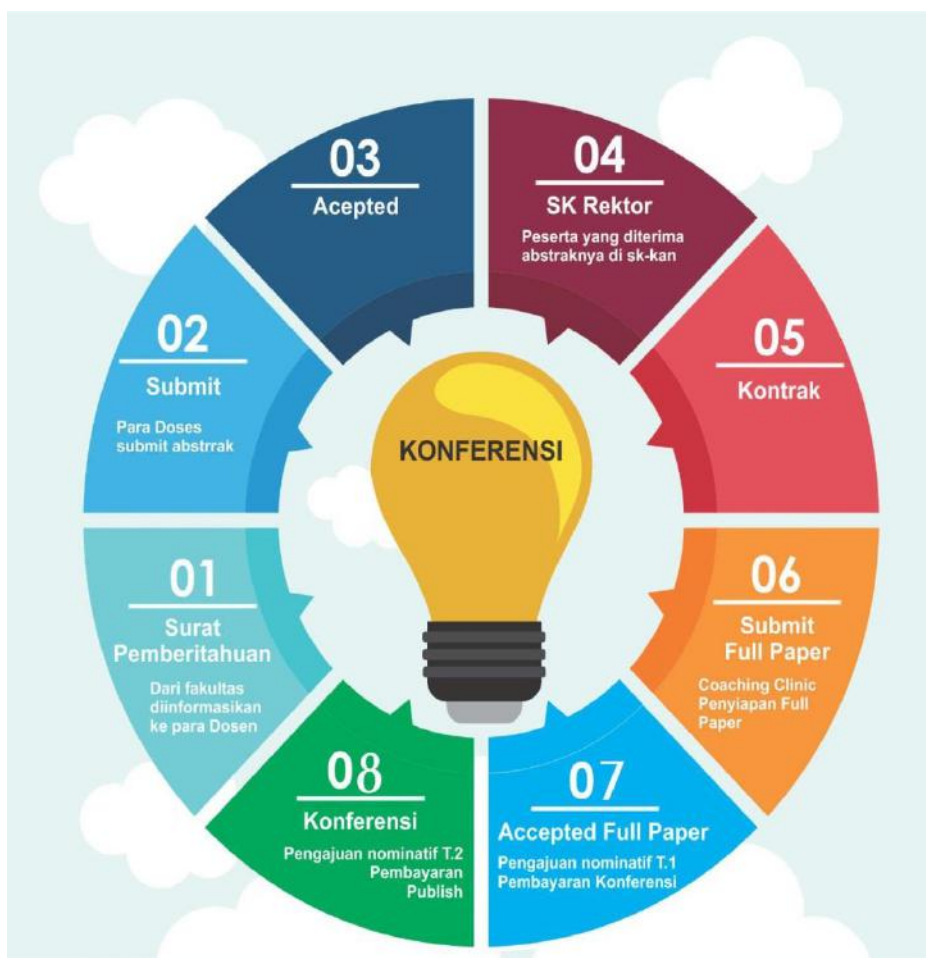 KONFERENSI
01
Surat
Pemberitahuan
Dari fakultas
diinformasikan
ke para Dosen
02
Submit
Para Doses
submit abstrrak
03
Acepted
04
SK Rektor
Peserta yang diterima
abstraknya di sk-kan
05
Kontrak
06
Submit
Full Paper
Coaching Clinic
Penyiapan Full
Paper
07
Accepted Full Paper
Pengajuan nominatif T.1
Pembayaran Konferensi
08
Konferensi
Pengajuan nominatif T.2
Pembayaran
Publish